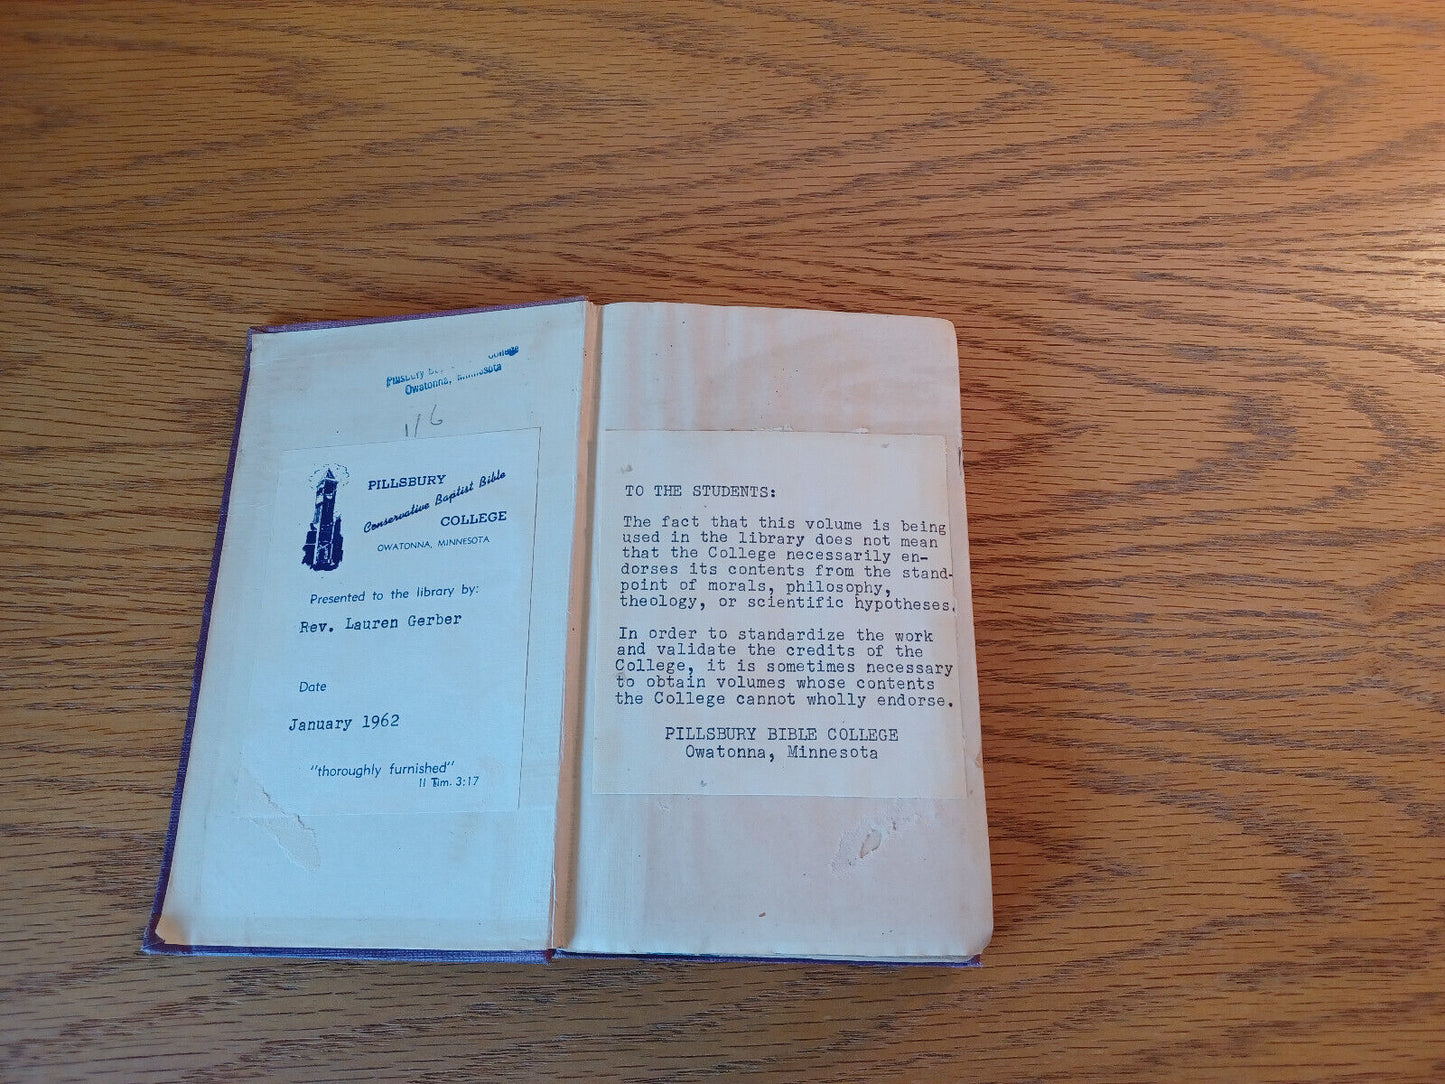 Pillsbury College
Owatonna, Minnesota
116
PILLSBURY
Conservative Baptist Bible
COLLEGE
OWATONNA, MINNESOTA
Presented to the library by:
Rev. Lauren Gerber
Date
January 1962
"thoroughly furnished"
II Tim. 3:17
TO THE STUDENTS:
The fact that this volume is being
used in the library does not mean
that the College necessarily en-
dorses its contents from the stand-
point of morals, philosophy,
theology, or scientific hypotheses.
In order to standardize the work
and validate the credits of the
College, it is sometimes necessary
to obtain volumes whose contents
the College cannot wholly endorse.
PILLSBURY BIBLE COLLEGE
Owatonna, Minnesota